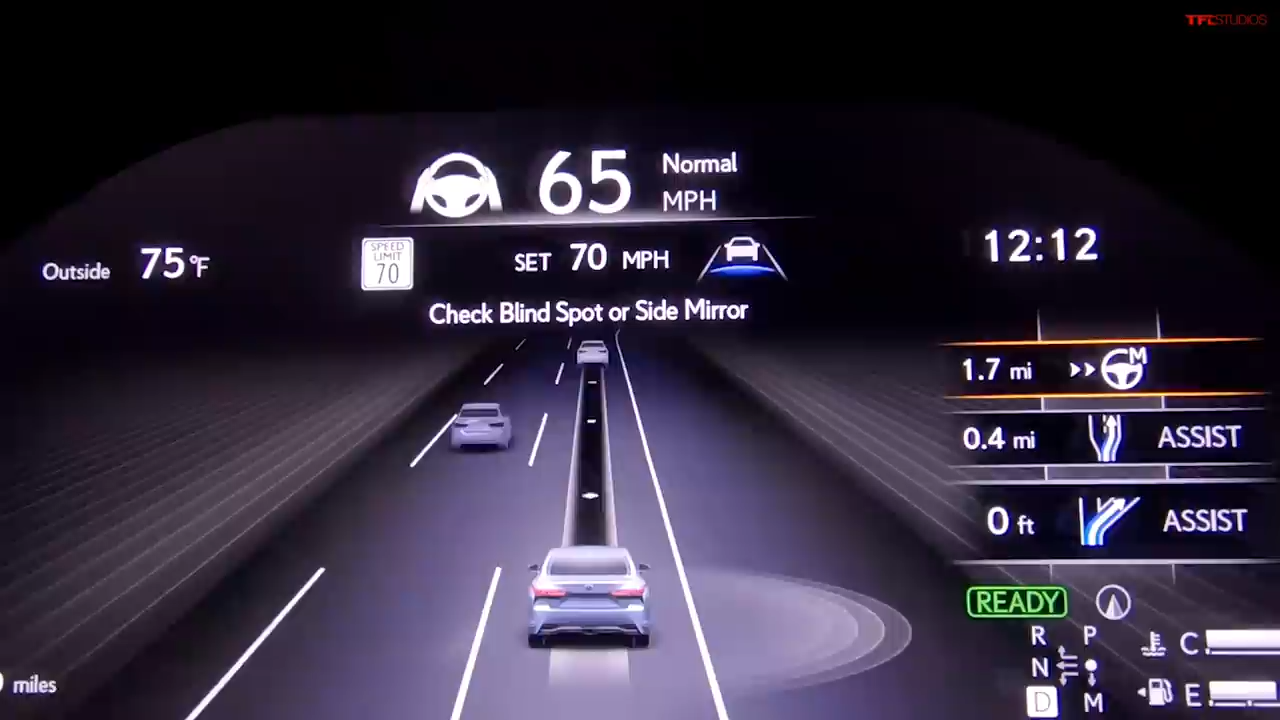 TFLSTUDIOS
65
Normal
MPH
Outside 75°F
SPEED
LIMIT
70
SET 70 MPH
12:12
Check Blind Spot or Side Mirror
1.7 mi
M
0.4 mi
ASSIST
0 ft
ASSIST
READY
R P
N
D M
C
E
miles